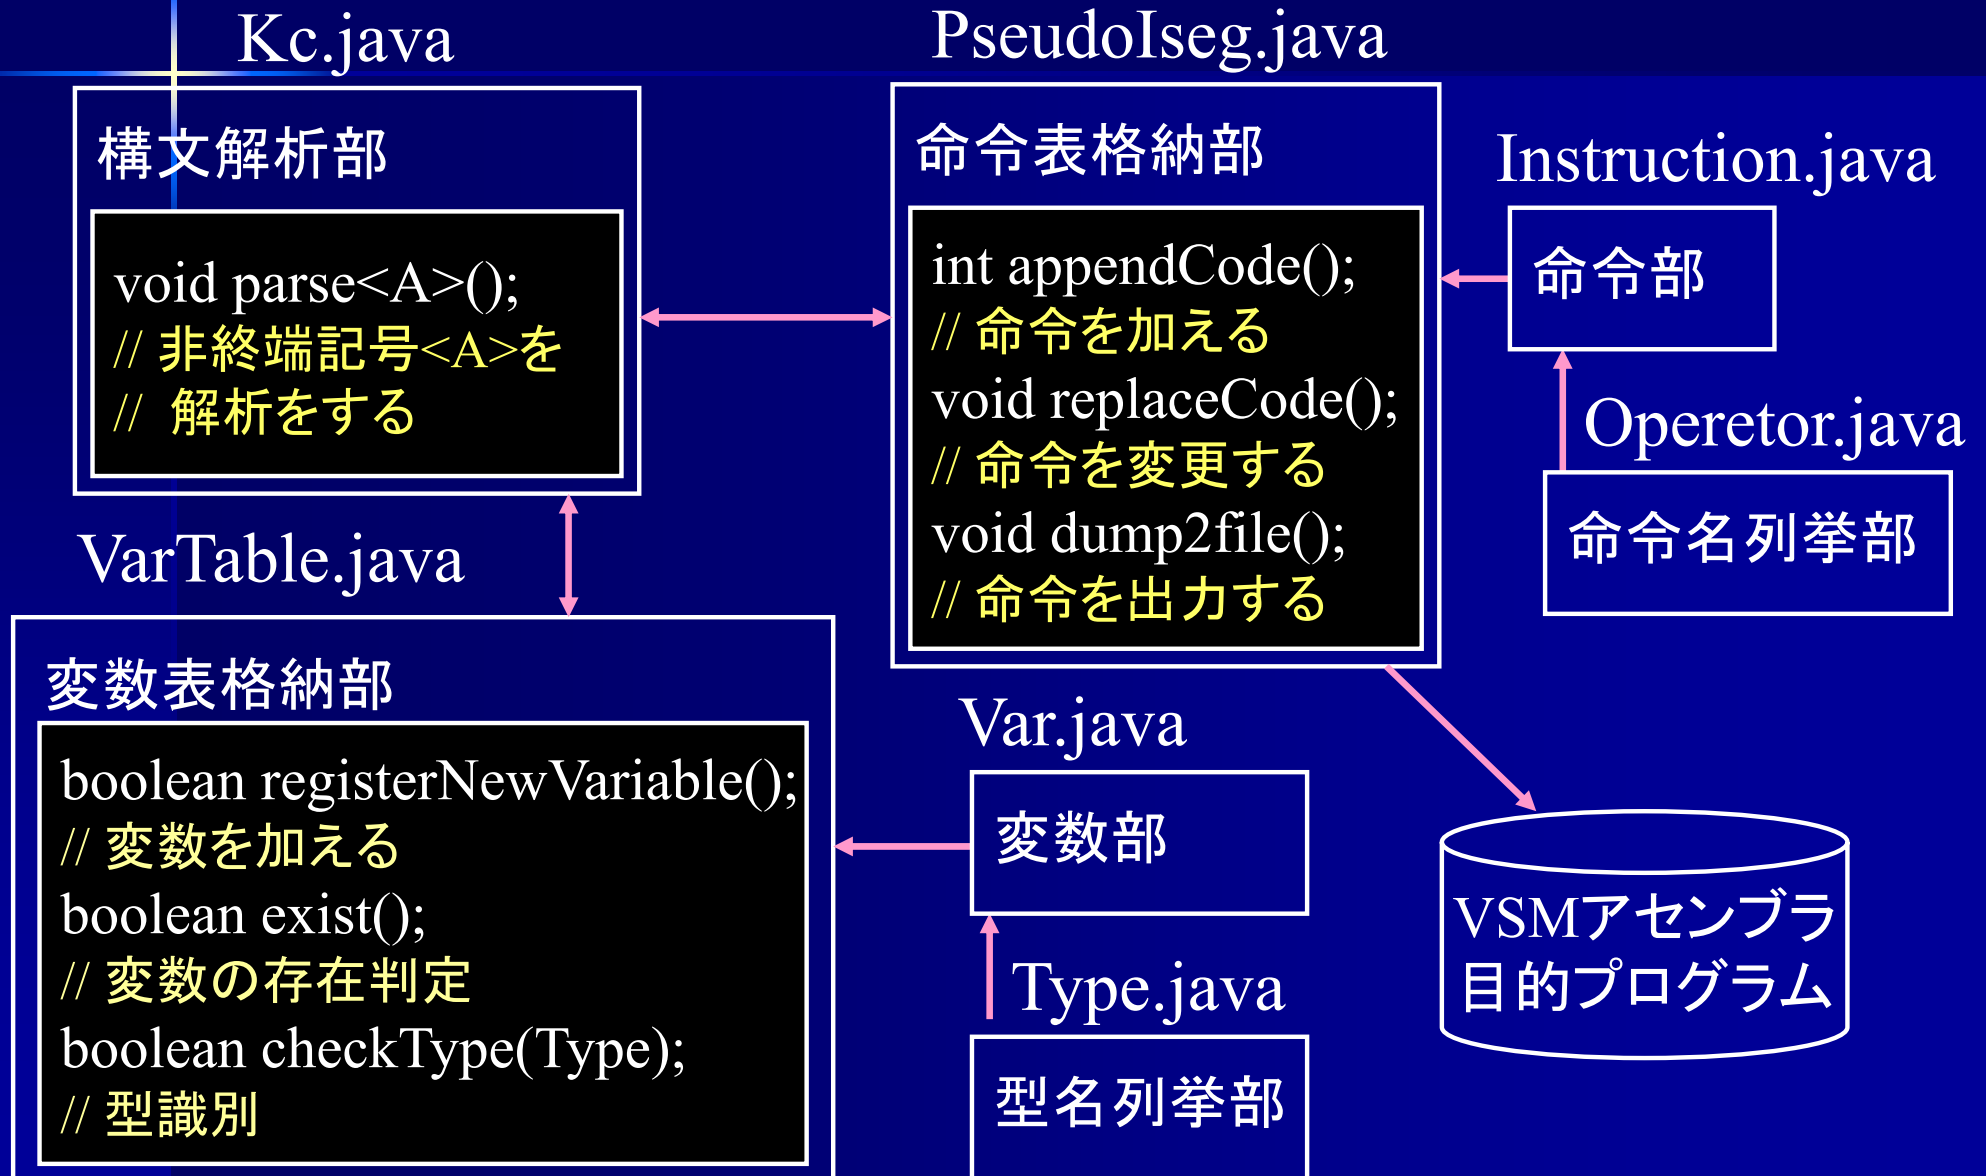 Kc.java
構文解析部
void parse<A>();
// 非終端記号<A>を
// 解析をする
PseudoIseg.java
命令表格納部
int appendCode();
// 命令を加える
void replaceCode();
// 命令を変更する
void dump2file();
// 命令を出力する
Instruction.java
命令部
Operetor.java
命令名列挙部
VarTable.java
変数表格納部
boolean registerNewVariable();
// 変数を加える
boolean exist();
// 変数の存在判定
boolean checkType(Type);
// 型識別
Var.java
変数部
Type.java
型名列挙部
VSMアセンブラ
目的プログラム